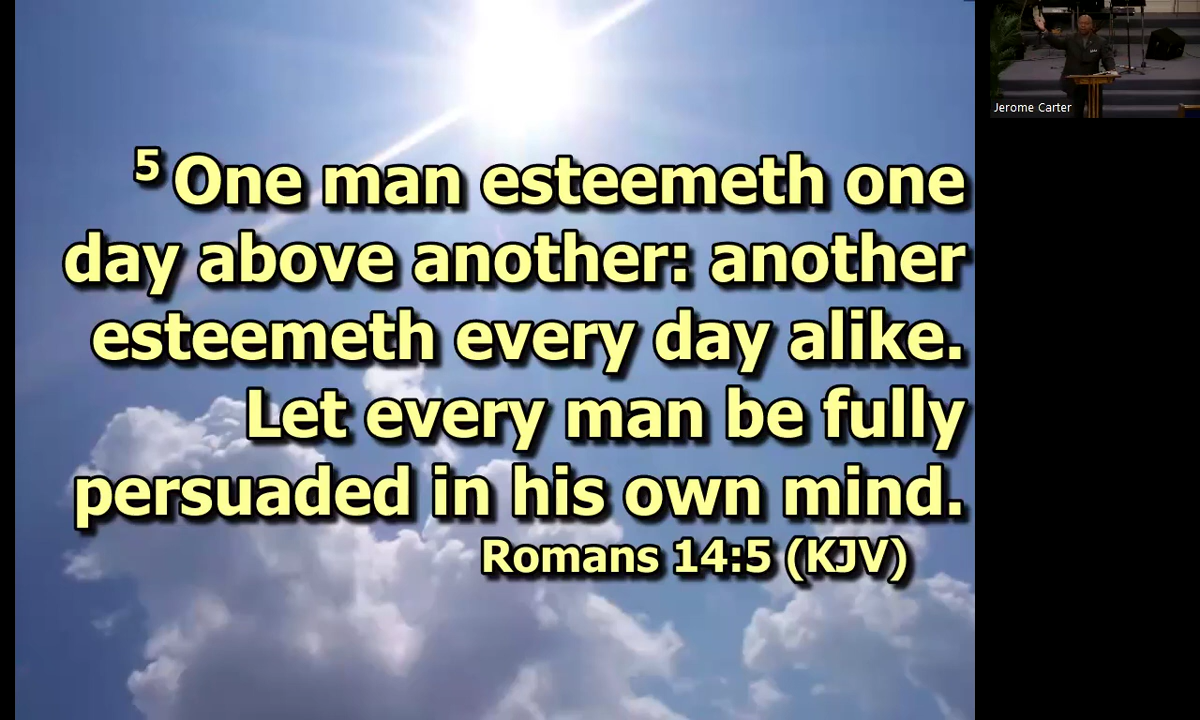 5 One man esteemeth one
day above another: another
esteemeth every day alike.
Let every man be fully
persuaded in his own mind.
Romans 14:5 (KJV)
Jerome Carter